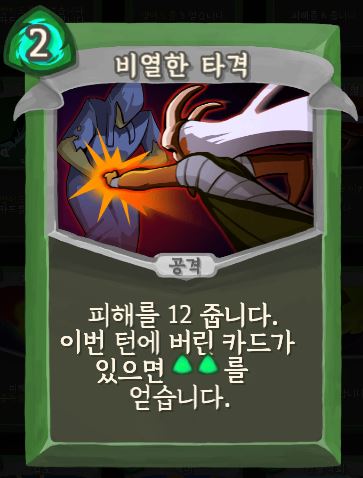 2
비열한 타격
공격
피해를 12 줍니다.
이번 턴에 버린 카드가
있으면 를
얻습니다.